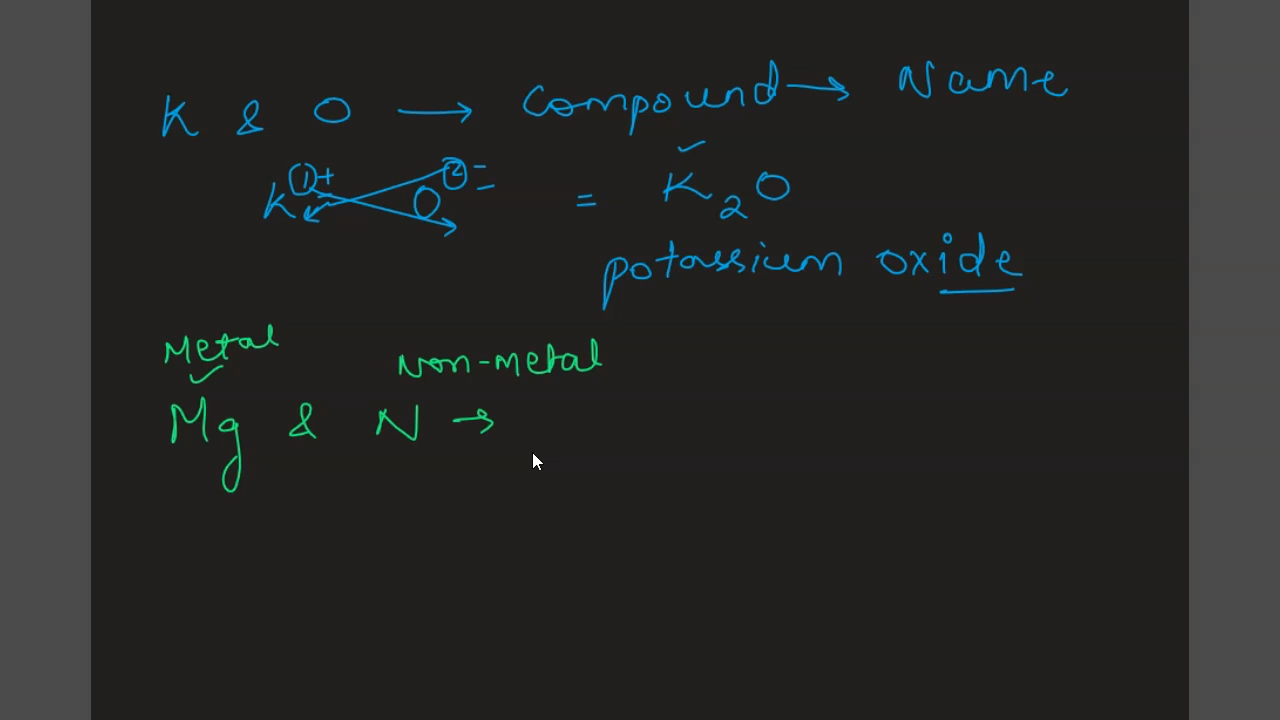 K & O → Compound → Name
K 1+ O 2- = K2O
potassium oxide
Metal Non-metal
Mg & N →